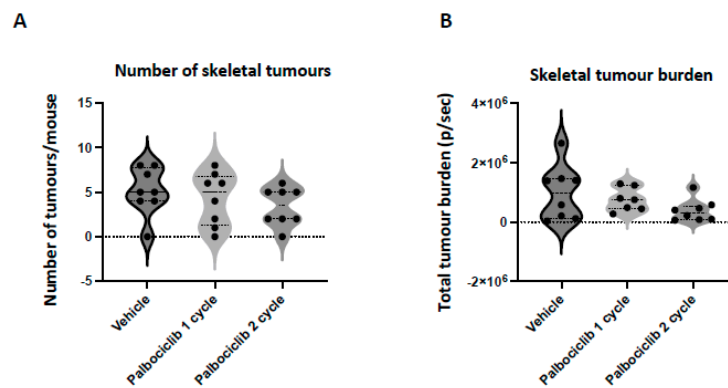 A
B
Number of skeletal tumours
Skeletal tumour burden
Number of tumours/mouse
15
10
5
0
-5
Vehicle
Palbociclib 1 cycle
Palbociclib 2 cycle
Total tumour burden (p/sec)
4×10⁶
2×10⁶
0
-2×10⁶
Vehicle
Palbociclib 1 cycle
Palbociclib 2 cycle